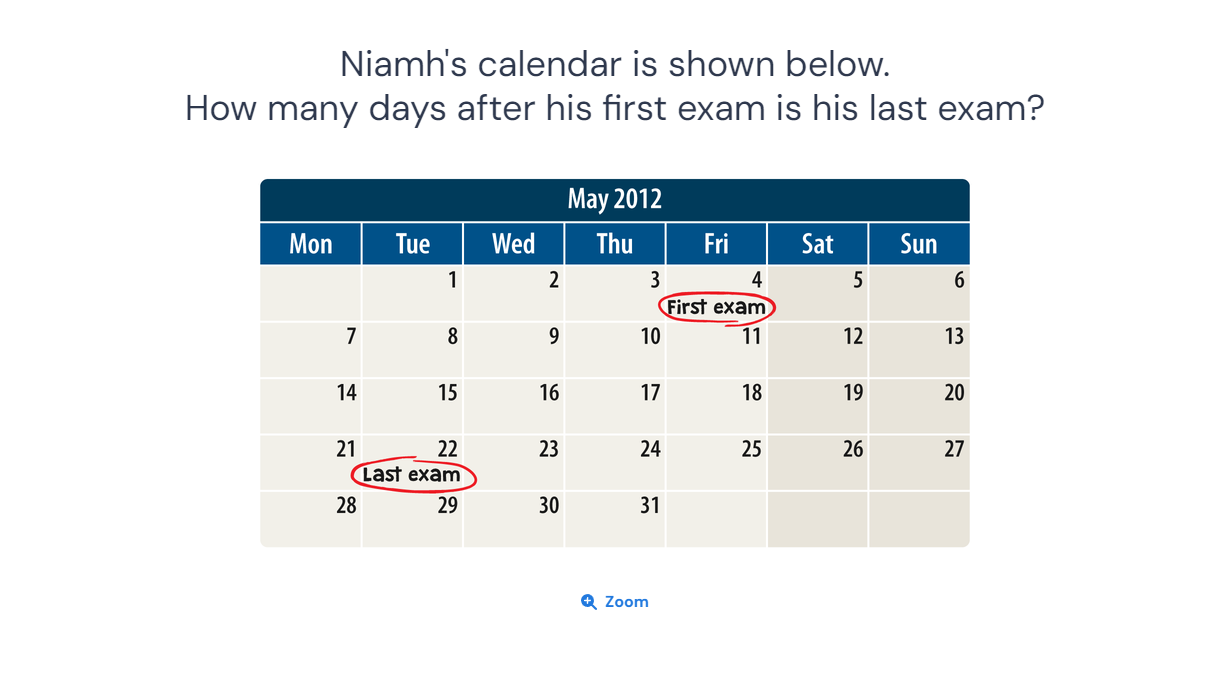 Niamh's calendar is shown below.
How many days after his first exam is his last exam?
May 2012
Mon Tue Wed Thu Fri Sat Sun
1 2 3 4 5 6
First exam
7 8 9 10 11 12 13
14 15 16 17 18 19 20
21 22 23 24 25 26 27
Last exam
28 29 30 31
Zoom